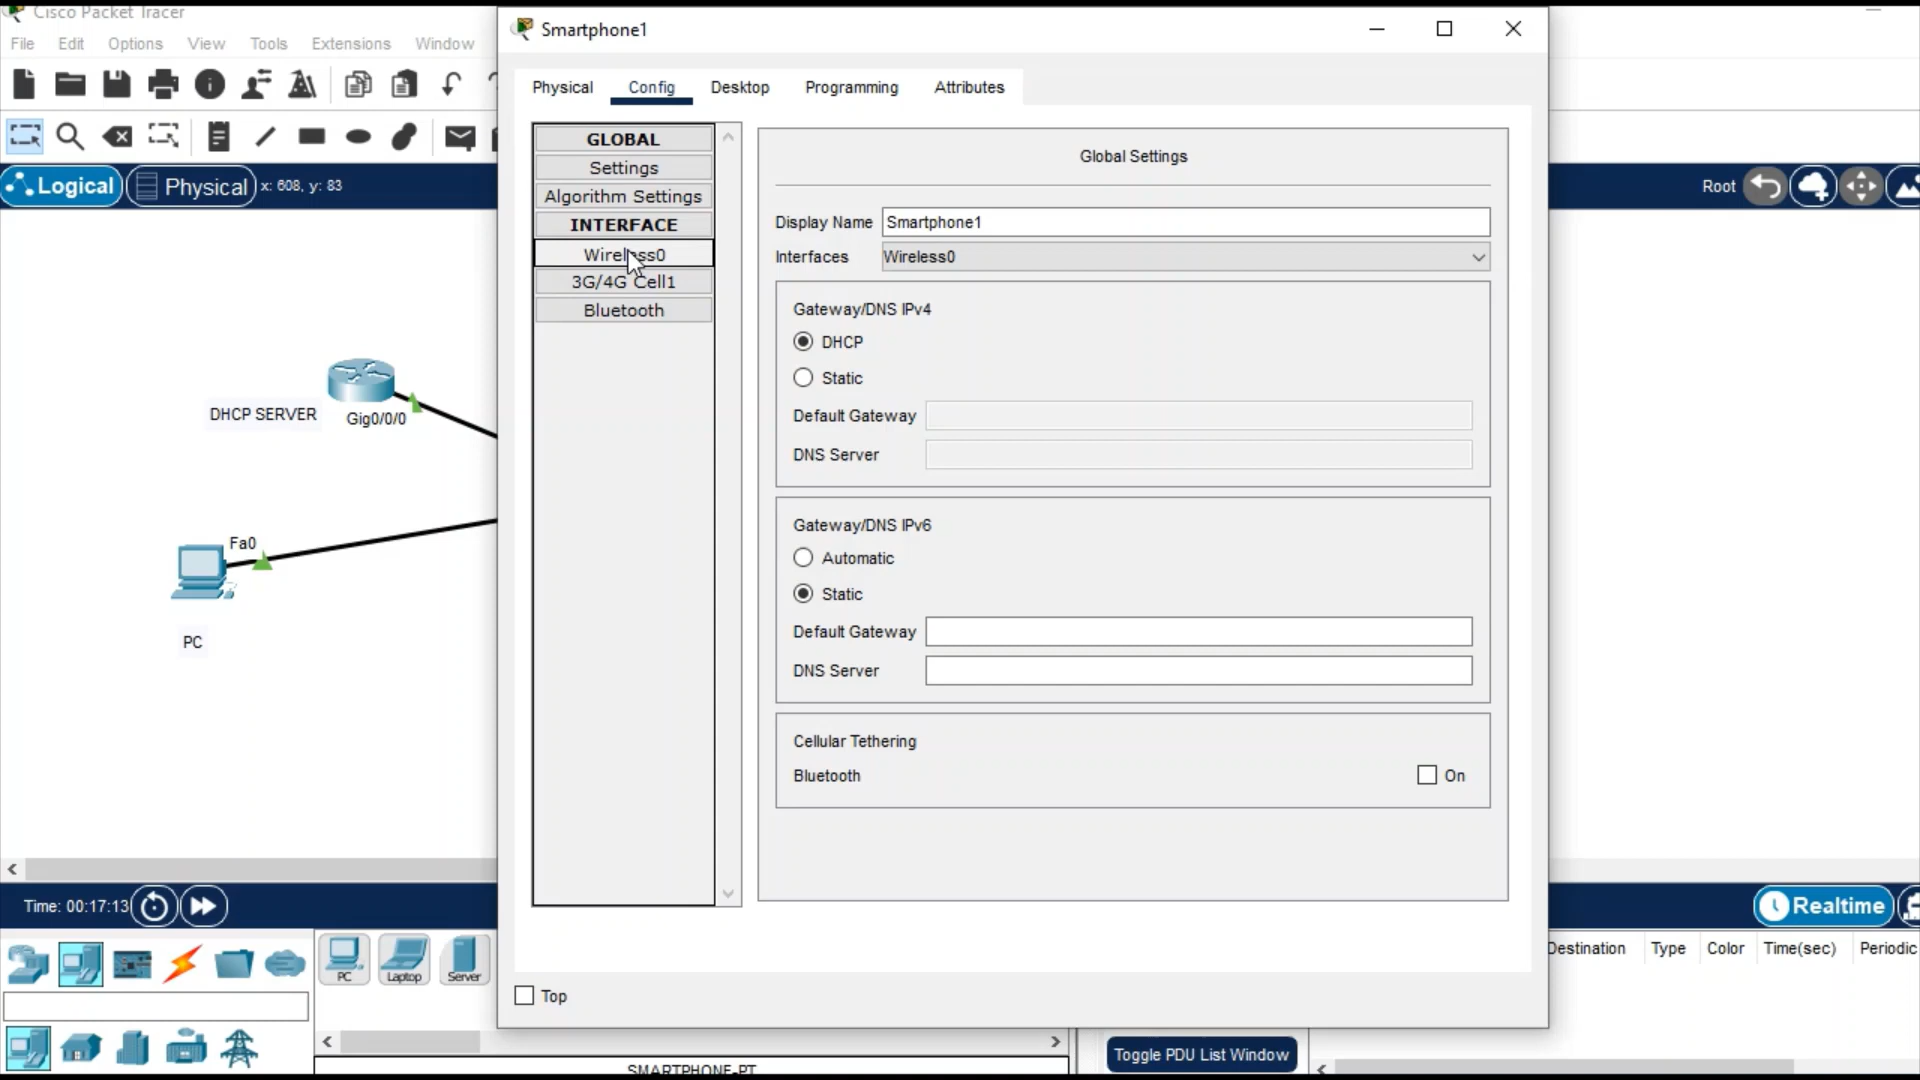 Cisco Packet Tracer
File Edit Options View Tools Extensions Window
Logical Physical x: 608, y: 83
Root
DHCP SERVER
Gig0/0/0
Fa0
PC
Time: 00:17:13
Realtime
PC Laptop Server
SMARTPHONE-PT
Destination Type Color Time(sec) Periodic
Toggle PDU List Window
Smartphone1
Physical Config Desktop Programming Attributes
GLOBAL
Settings
Algorithm Settings
INTERFACE
Wireless0
3G/4G Cell1
Bluetooth
Global Settings
Display Name Smartphone1
Interfaces Wireless0
Gateway/DNS IPv4
DHCP
Static
Default Gateway
DNS Server
Gateway/DNS IPv6
Automatic
Static
Default Gateway
DNS Server
Cellular Tethering
Bluetooth On
Top